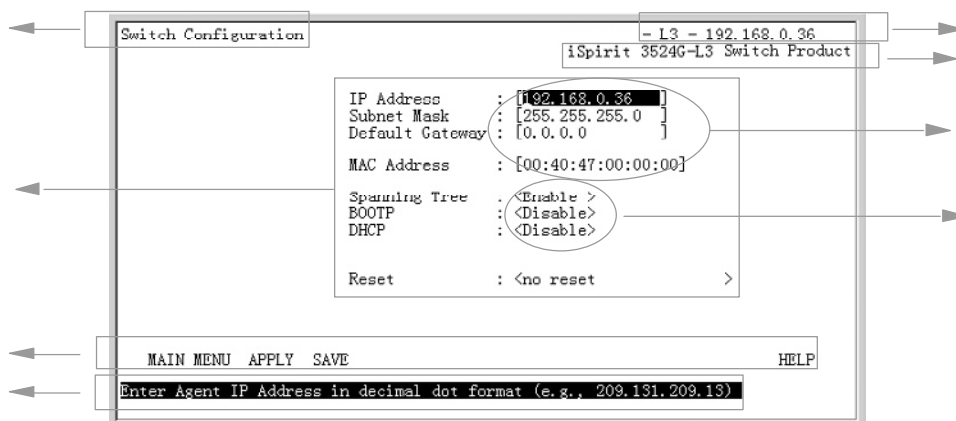 Switch Configuration - L3 - 192.168.0.36
iSpirit 3524G-L3 Switch Product
IP Address : [192.168.0.36 ]
Subnet Mask : [255.255.255.0 ]
Default Gateway : [0.0.0.0 ]
MAC Address : [00:40:47:00:00:00]
Spanning Tree . <Enable >
BOOTP : <Disable>
DHCP : <Disable>
Reset : <no reset >
MAIN MENU APPLY SAVE HELP
Enter Agent IP Address in decimal dot format (e.g., 209.131.209.13)